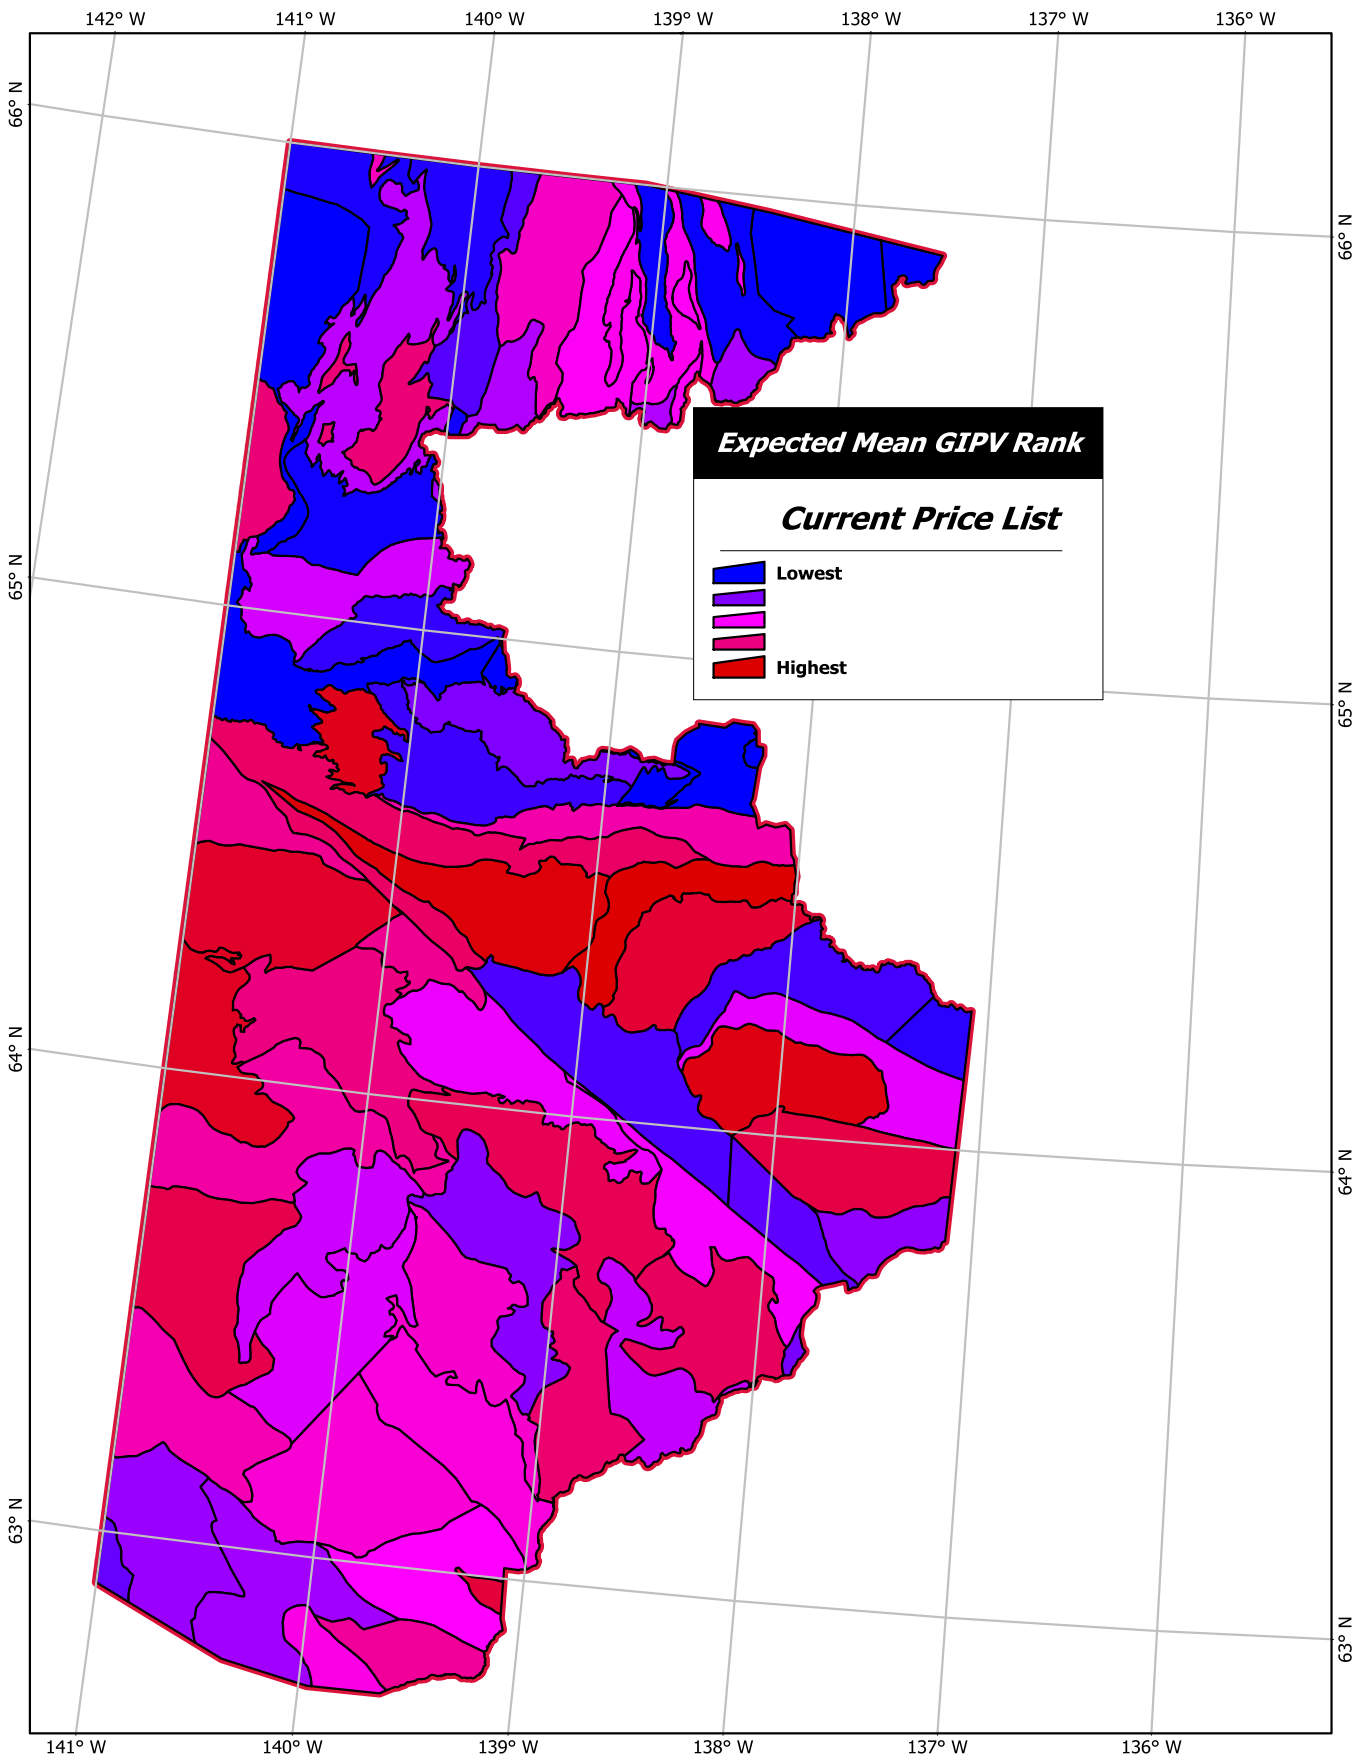 142° W 141° W 140° W 139° W 138° W 137° W 136° W
66° N
66° N
Expected Mean GIPV Rank
Current Price List
65° N
Lowest
Highest
65° N
64° N
64° N
63° N
63° N
141° W 140° W 139° W 138° W 137° W 136° W